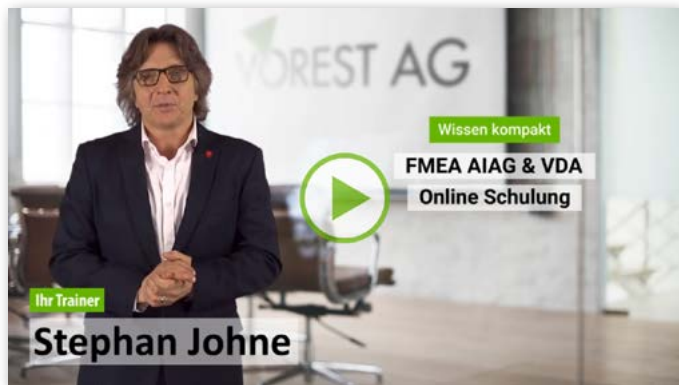 VOREST AG
Wissen kompakt
FMEA AIAG & VDA
Online Schulung
Ihr Trainer
Stephan Johne